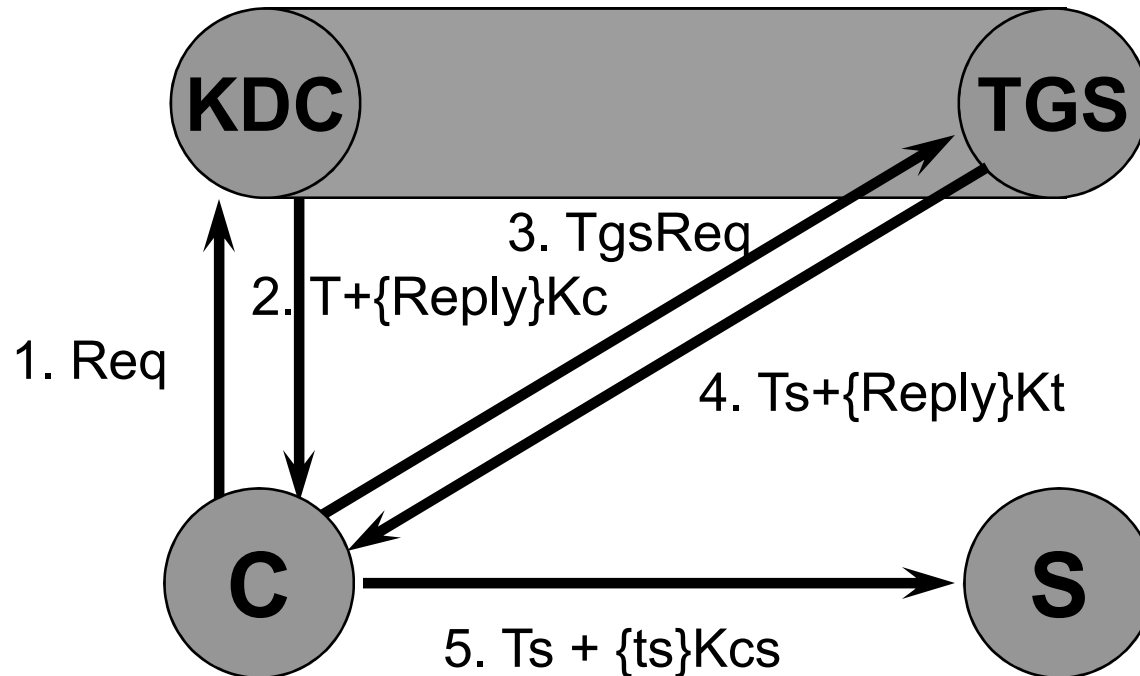 KDC
TGS
3. TgsReq
2. T+{Reply}Kc
1. Req
4. Ts+{Reply}Kt
C
S
5. Ts + {ts}Kcs